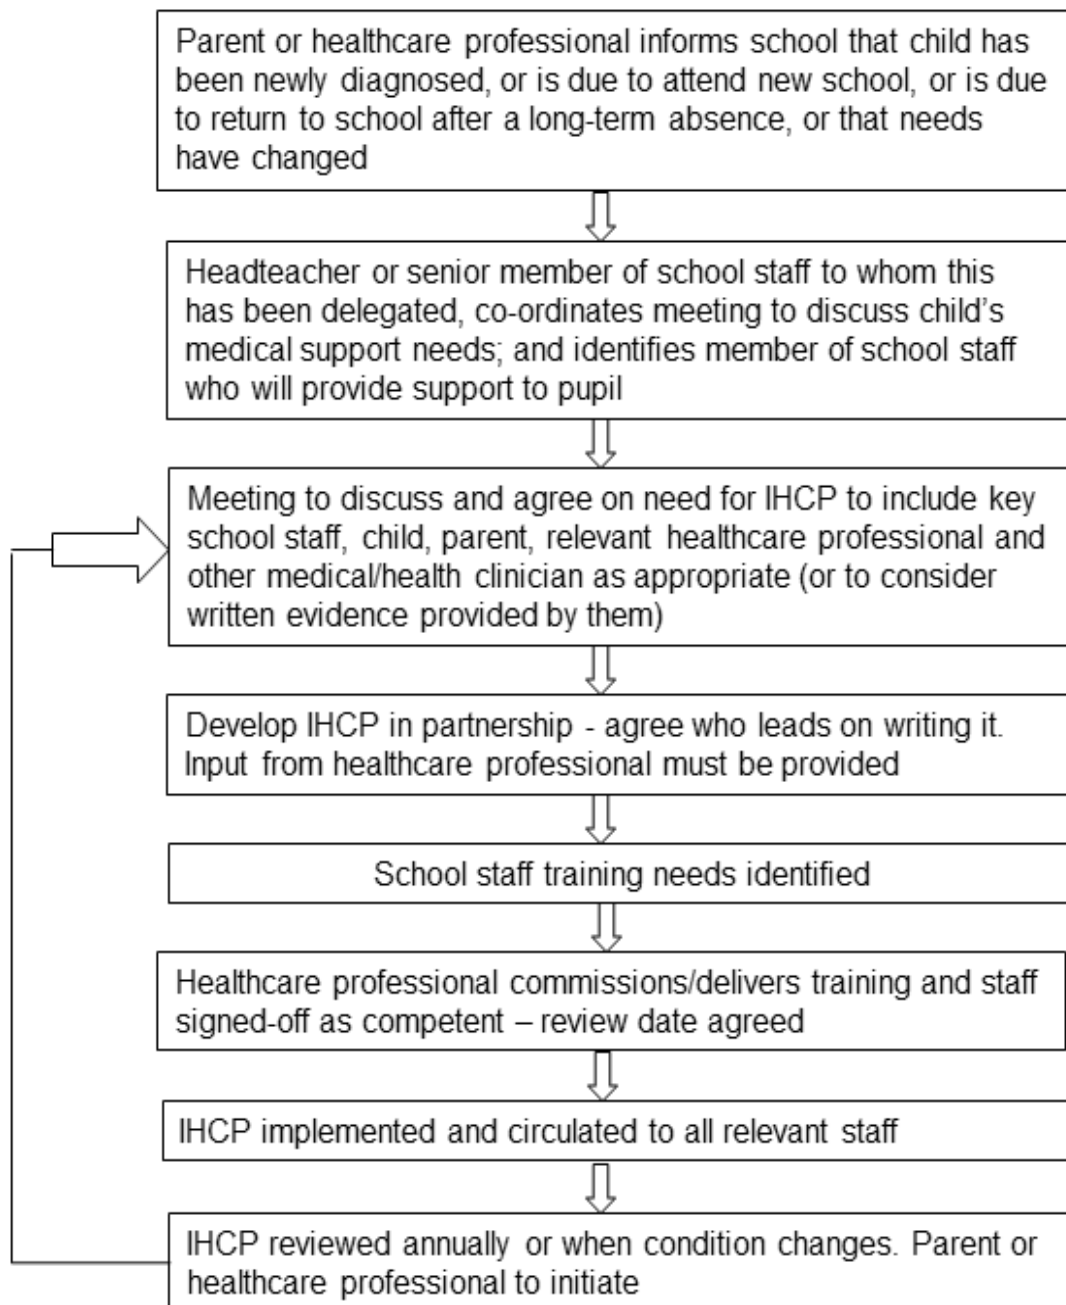 Parent or healthcare professional informs school that child has
been newly diagnosed, or is due to attend new school, or is due
to return to school after a long-term absence, or that needs
have changed
Headteacher or senior member of school staff to whom this
has been delegated, co-ordinates meeting to discuss child's
medical support needs; and identifies member of school staff
who will provide support to pupil
Meeting to discuss and agree on need for IHCP to include key
school staff, child, parent, relevant healthcare professional and
other medical/health clinician as appropriate (or to consider
written evidence provided by them)
Develop IHCP in partnership - agree who leads on writing it.
Input from healthcare professional must be provided
School staff training needs identified
Healthcare professional commissions/delivers training and staff
signed-off as competent – review date agreed
IHCP implemented and circulated to all relevant staff
IHCP reviewed annually or when condition changes. Parent or
healthcare professional to initiate